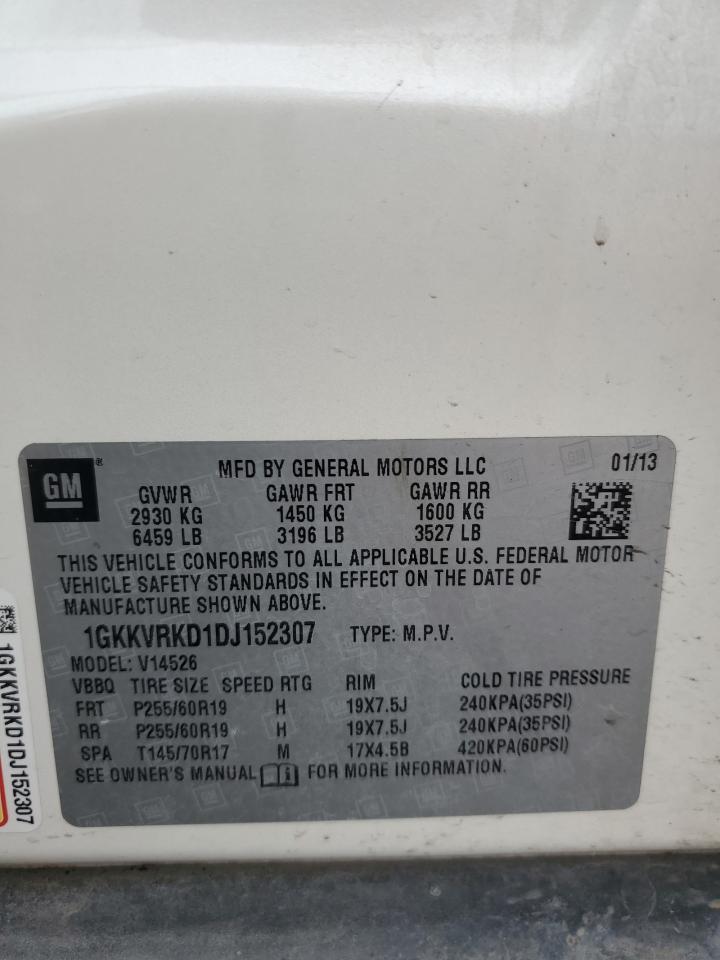 GM ®
MFD BY GENERAL MOTORS LLC 01/13
GVWR GAWR FRT GAWR RR
2930 KG 1450 KG 1600 KG
6459 LB 3196 LB 3527 LB
THIS VEHICLE CONFORMS TO ALL APPLICABLE U.S. FEDERAL MOTOR
VEHICLE SAFETY STANDARDS IN EFFECT ON THE DATE OF
MANUFACTURE SHOWN ABOVE.
1GKKVRKD1DJ152307 TYPE: M.P.V.
MODEL: V14526
VBBQ TIRE SIZE SPEED RTG RIM COLD TIRE PRESSURE
FRT P255/60R19 H 19X7.5J 240KPA(35PSI)
RR P255/60R19 H 19X7.5J 240KPA(35PSI)
SPA T145/70R17 M 17X4.5B 420KPA(60PSI)
SEE OWNER'S MANUAL FOR MORE INFORMATION.
1GKKVRKD1DJ152307